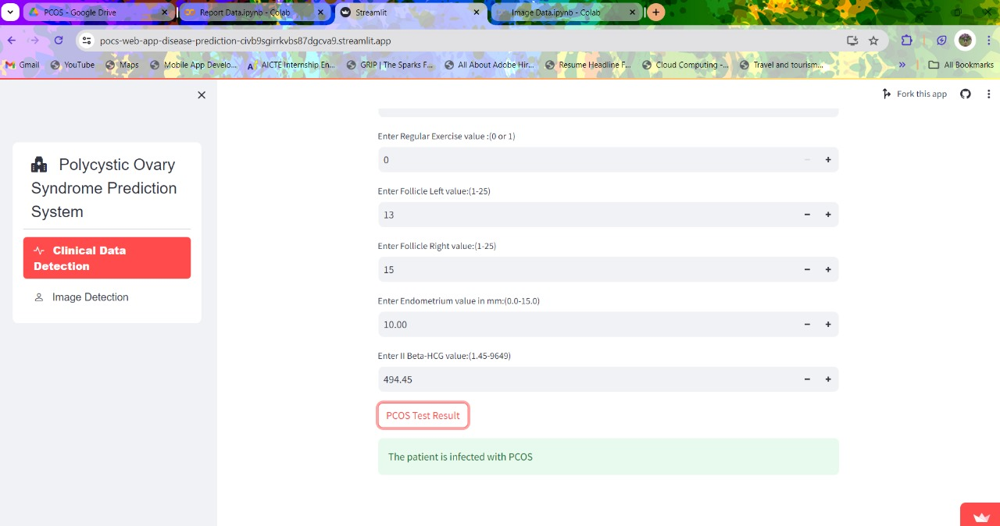 PCOS - Google Drive
Report Data.ipynb - Colab
Streamlit
Image Data.ipynb - Colab
pocs-web-app-disease-prediction-civb9sgirrkvbs87dgcva9.streamlit.app
Gmail
YouTube
Maps
Mobile App Develo...
AICTE Internship En...
GRIP | The Sparks F...
All About Adobe Hir...
Resume Headline F...
Cloud Computing -...
Travel and tourism...
All Bookmarks
Fork this app
Polycystic Ovary
Syndrome Prediction
System
Clinical Data
Detection
Image Detection
Enter Regular Exercise value :(0 or 1)
0
Enter Follicle Left value:(1-25)
13
Enter Follicle Right value:(1-25)
15
Enter Endometrium value in mm:(0.0-15.0)
10.00
Enter II Beta-HCG value:(1.45-9649)
494.45
PCOS Test Result
The patient is infected with PCOS